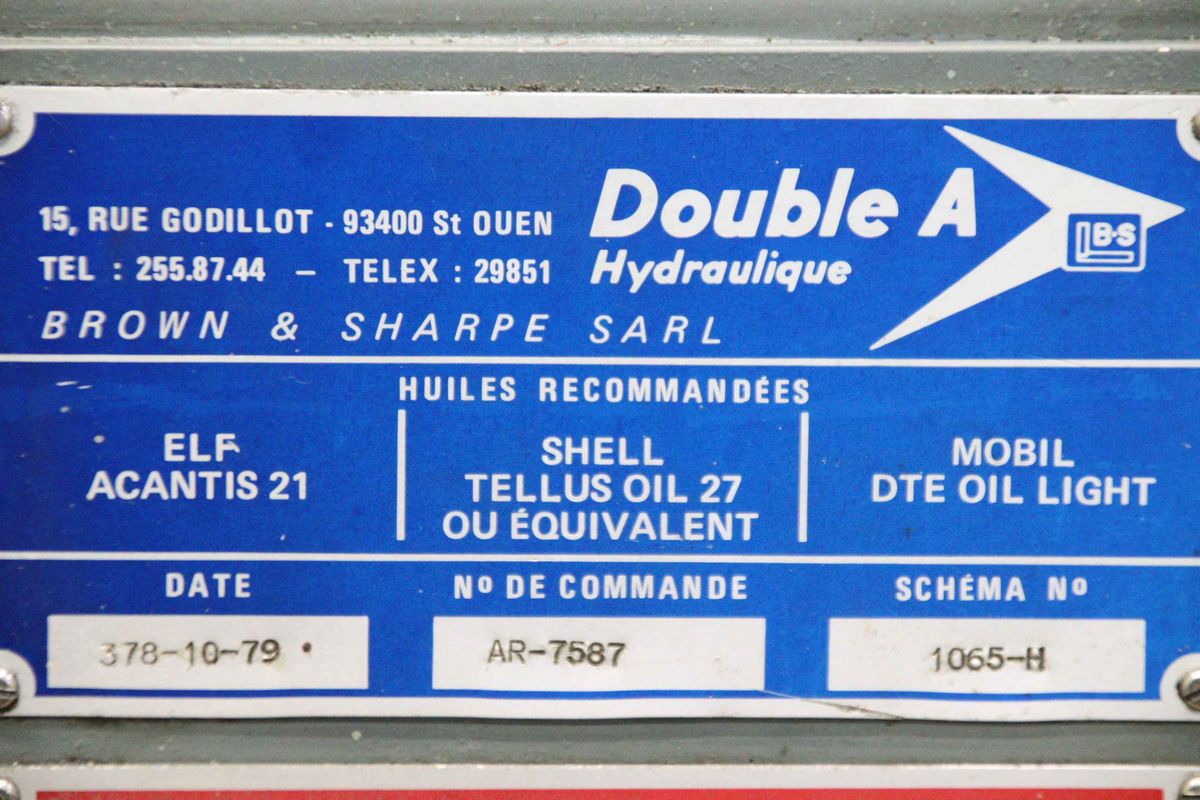 15, RUE GODILLOT - 93400 St OUEN
TEL : 255.87.44 – TELEX : 29851
BROWN & SHARPE SARL
Double A
Hydraulique
B·S
HUILES RECOMMANDÉES
ELF
ACANTIS 21
SHELL
TELLUS OIL 27
OU ÉQUIVALENT
MOBIL
DTE OIL LIGHT
DATE
378-10-79
Nº DE COMMANDE
AR-7587
SCHÉMA Nº
1065-H